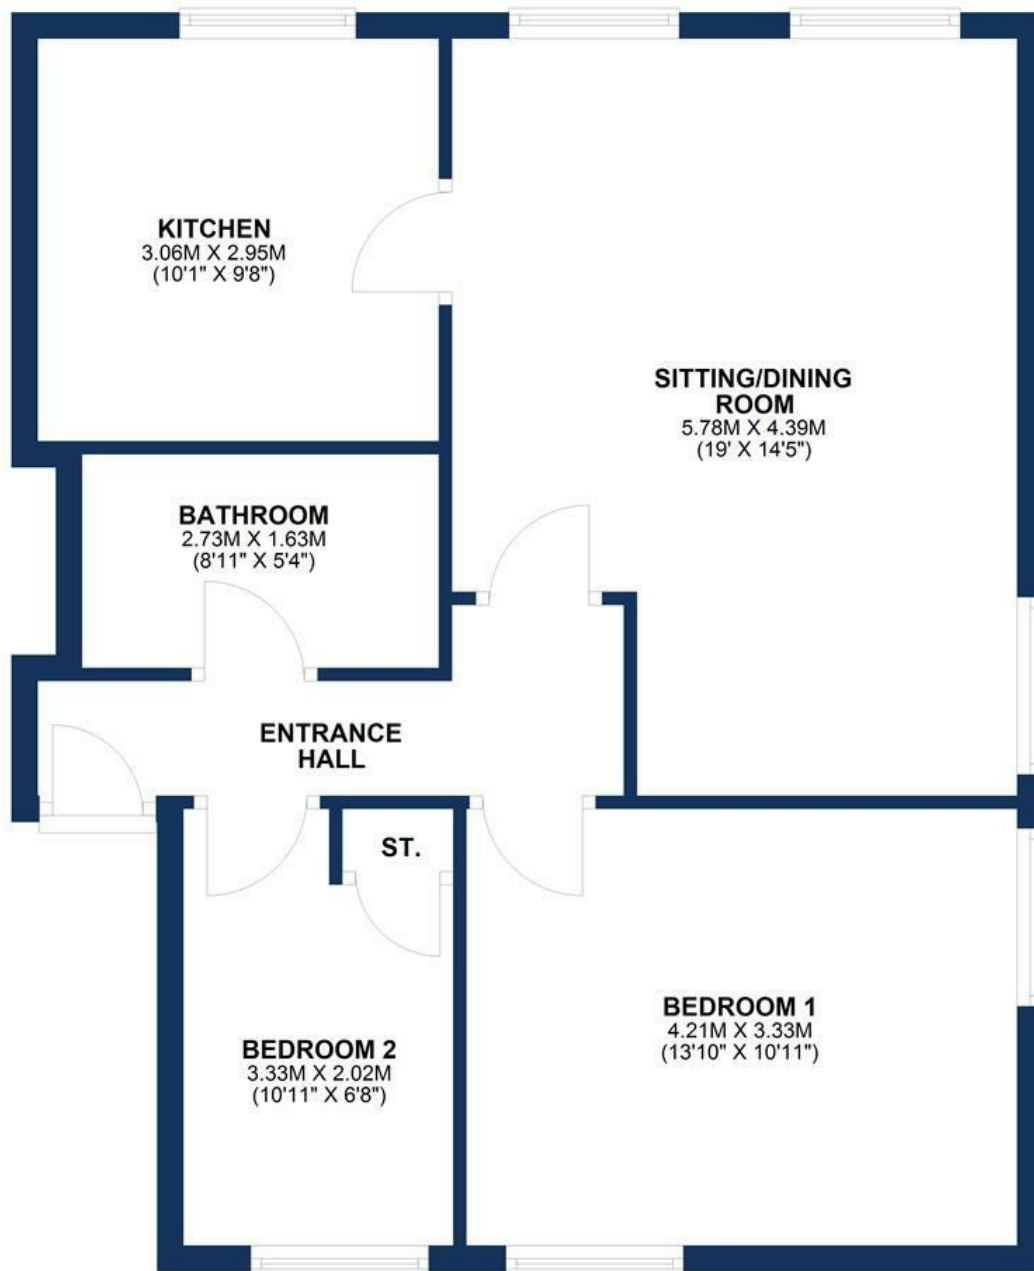 KITCHEN
3.06M X 2.95M
(10'1" X 9'8")
SITTING/DINING
ROOM
5.78M X 4.39M
(19' X 14'5")
BATHROOM
2.73M X 1.63M
(8'11" X 5'4")
ENTRANCE
HALL
ST.
BEDROOM 1
4.21M X 3.33M
(13'10" X 10'11")
BEDROOM 2
3.33M X 2.02M
(10'11" X 6'8")